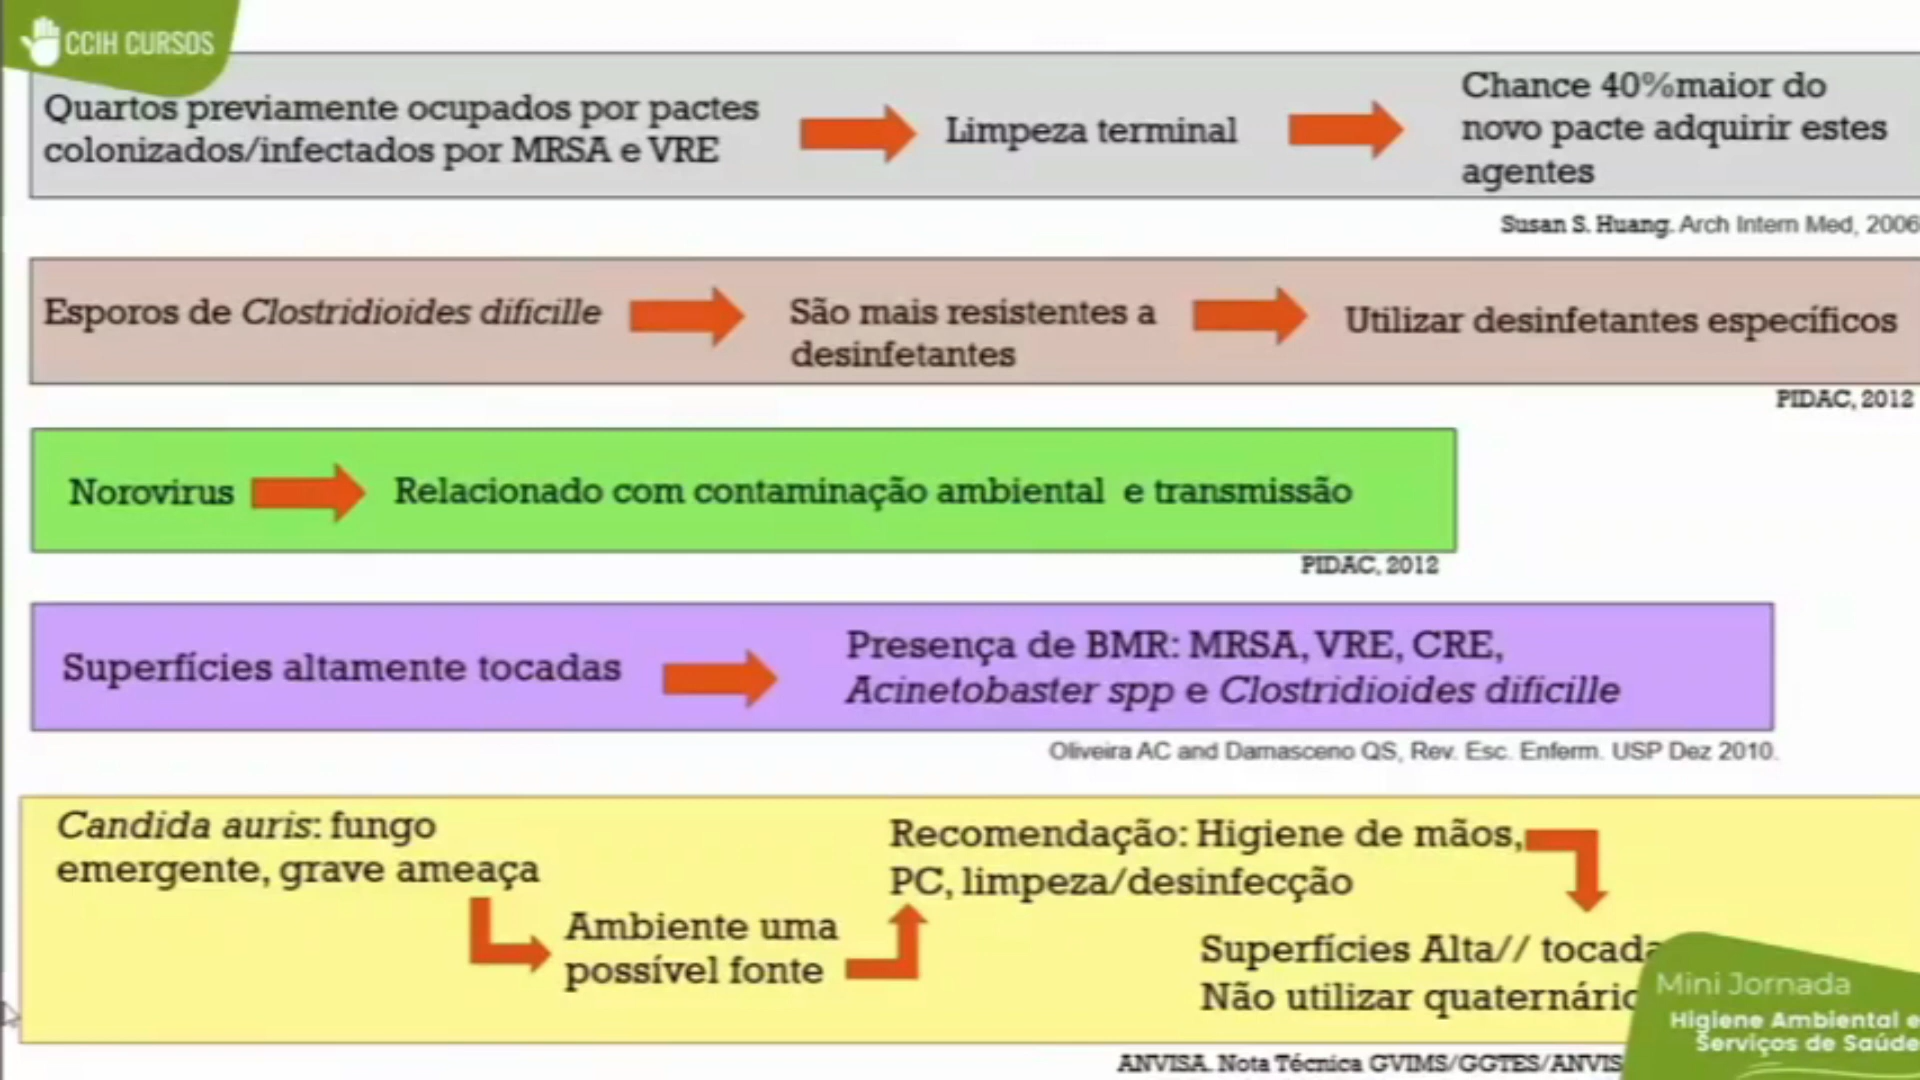 CCIH CURSOS
Quartos previamente ocupados por pactes
colonizados/infectados por MRSA e VRE
Limpeza terminal
Chance 40%maior do
novo pacte adquirir estes
agentes
Susan S. Huang. Arch Intern Med, 2006
Esporos de Clostridioides dificille
São mais resistentes a
desinfetantes
Utilizar desinfetantes específicos
PIDAC, 2012
Norovirus
Relacionado com contaminação ambiental e transmissão
PIDAC, 2012
Superfícies altamente tocadas
Presença de BMR: MRSA, VRE, CRE,
Acinetobaster spp e Clostridioides dificille
Oliveira AC and Damasceno QS, Rev. Esc. Enferm. USP Dez 2010.
Candida auris: fungo
emergente, grave ameaça
Ambiente uma
possível fonte
Recomendação: Higiene de mãos,
PC, limpeza/desinfecção
Superfícies Alta// tocada
Não utilizar quaternário
ANVISA. Nota Técnica GVIMS/GGTES/ANVIS
Mini Jornada
Higiene Ambiental e
Serviços de Saúde